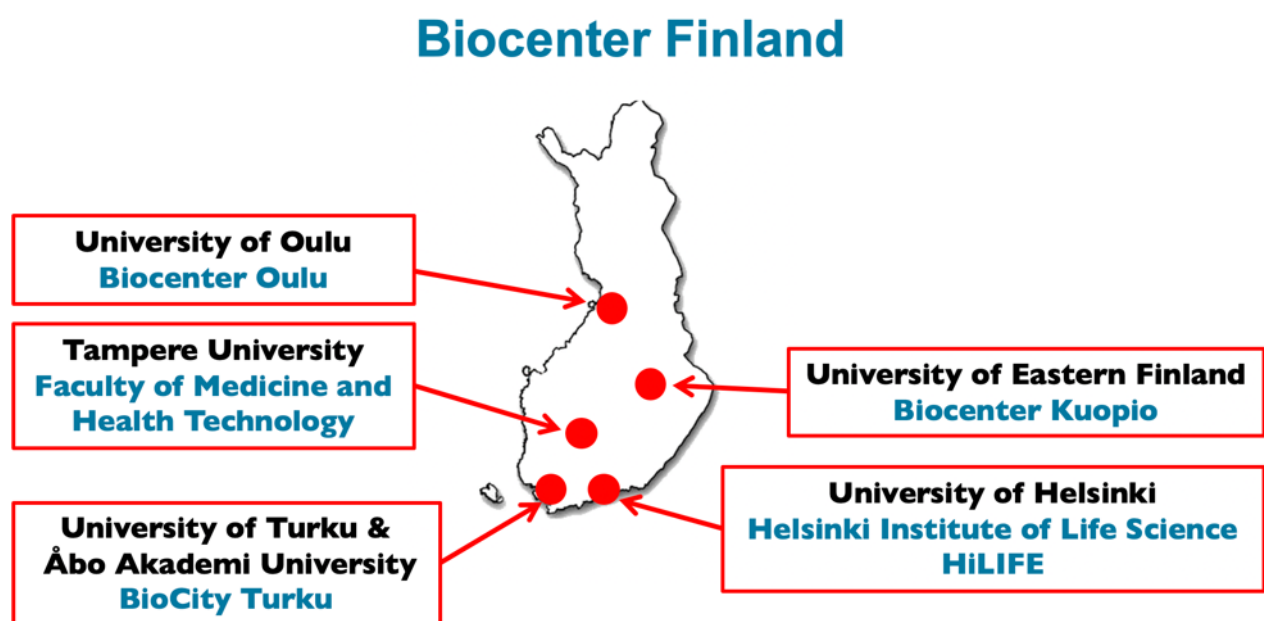 Biocenter Finland
University of Oulu
Biocenter Oulu
Tampere University
Faculty of Medicine and
Health Technology
University of Turku &
Åbo Akademi University
BioCity Turku
University of Eastern Finland
Biocenter Kuopio
University of Helsinki
Helsinki Institute of Life Science
HiLIFE